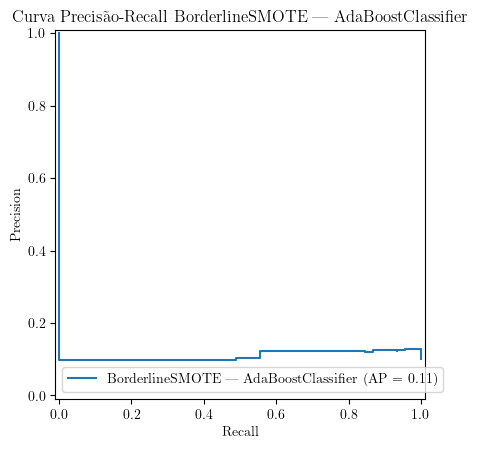 Curva Precisão-Recall BorderlineSMOTE — AdaBoostClassifier
1.0
0.8
0.6
0.4
0.2
0.0
Precision
BorderlineSMOTE — AdaBoostClassifier (AP = 0.11)
0.0 0.2 0.4 0.6 0.8 1.0
Recall